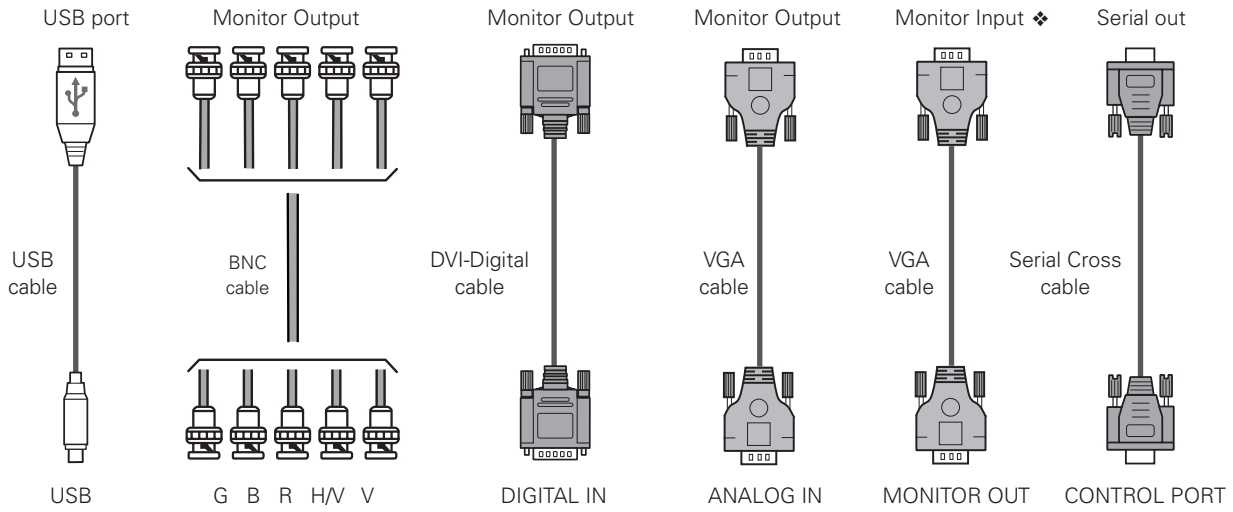 USB port Monitor Output Monitor Output Monitor Output Monitor Input ❖ Serial out
USB
cable
BNC
cable
DVI-Digital
cable
VGA
cable
VGA
cable
Serial Cross
cable
USB G B R H/V V DIGITAL IN ANALOG IN MONITOR OUT CONTROL PORT